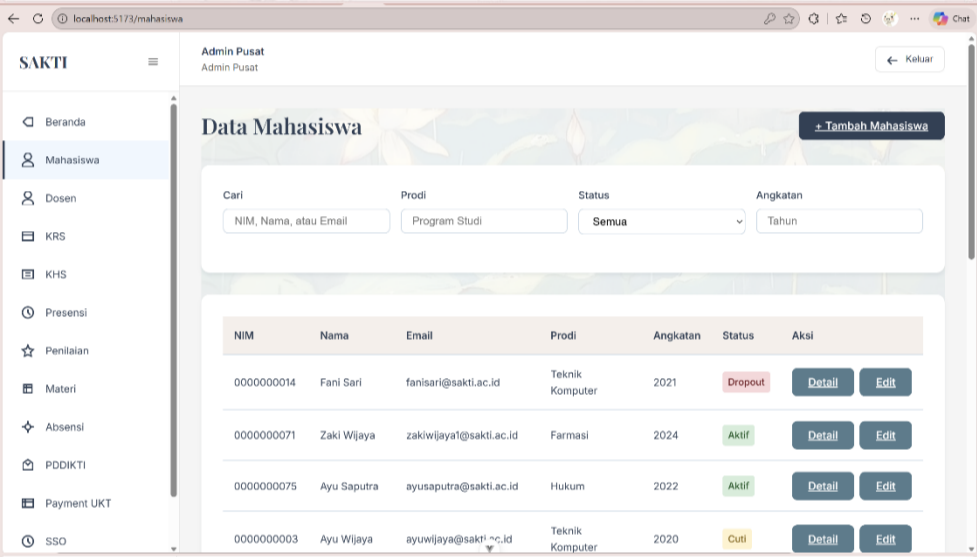 localhost:5173/mahasiswa
Chat
SAKTI
Admin Pusat
Admin Pusat
Keluar
Beranda
Mahasiswa
Dosen
KRS
KHS
Presensi
Penilaian
Materi
Absensi
PDDIKTI
Payment UKT
SSO
Data Mahasiswa
+ Tambah Mahasiswa
Cari Prodi Status Angkatan
NIM, Nama, atau Email Program Studi Semua Tahun
NIM Nama Email Prodi Angkatan Status Aksi
0000000014 Fani Sari fanisari@sakti.ac.id Teknik Komputer 2021 Dropout Detail Edit
0000000071 Zaki Wijaya zakiwijaya1@sakti.ac.id Farmasi 2024 Aktif Detail Edit
0000000075 Ayu Saputra ayusaputra@sakti.ac.id Hukum 2022 Aktif Detail Edit
0000000003 Ayu Wijaya ayuwijaya@sakti.ac.id Teknik Komputer 2020 Cuti Detail Edit